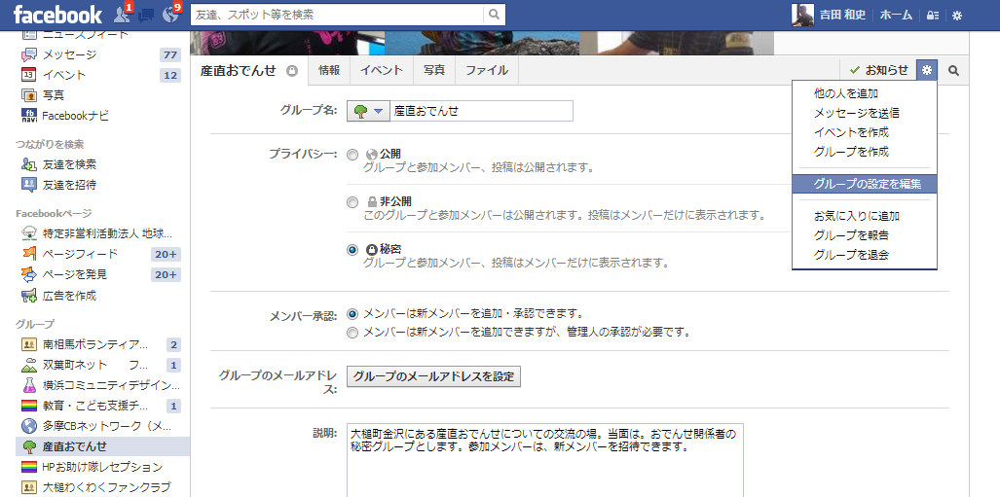 facebook
1
9
友達、スポット等を検索
吉田 和史
ホーム
ニュースフィード
メッセージ 77
イベント 12
写真
Facebookナビ
つながりを検索
友達を検索
友達を招待
Facebookページ
特定非営利活動法人 地球...
ページフィード 20+
ページを発見 20+
広告を作成
グループ
南相馬ボランティア... 2
双葉町ネット フ... 1
横浜コミュニティデザイン...
教育・こども支援チ... 1
多摩CBネットワーク（メ...
産直おでんせ
HPお助け隊レセプション
大槌わくわくファンクラブ
産直おでんせ
情報
イベント
写真
ファイル
お知らせ
グループ名:
産直おでんせ
プライバシー:
公開
グループと参加メンバー、投稿は公開されます。
非公開
このグループと参加メンバーは公開されます。投稿はメンバーだけに表示されます。
秘密
グループと参加メンバー、投稿はメンバーだけに表示されます。
メンバー承認:
メンバーは新メンバーを追加・承認できます。
メンバーは新メンバーを追加できますが、管理人の承認が必要です。
グループのメールアドレ
ス:
グループのメールアドレスを設定
説明:
大槌町金沢にある産直おでんせについての交流の場。当面は。おでんせ関係者の
秘密グループとします。参加メンバーは、新メンバーを招待できます。
他の人を追加
メッセージを送信
イベントを作成
グループを作成
グループの設定を編集
お気に入りに追加
グループを報告
グループを退会